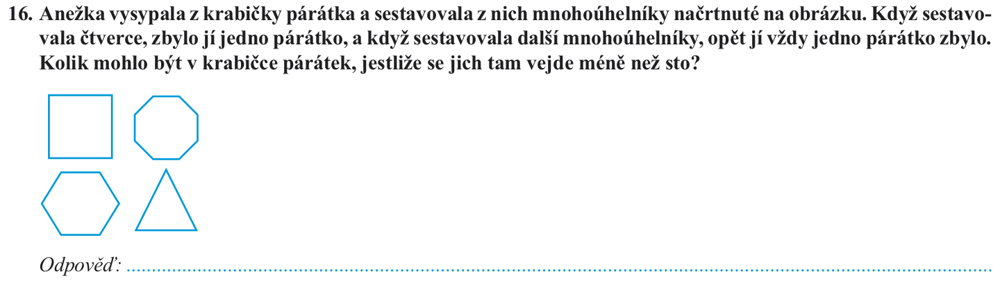 16. Anežka vysypala z krabičky párátka a sestavovala z nich mnohoúhelníky načrtnuté na obrázku. Když sestavo-
vala čtverce, zbylo jí jedno párátko, a když sestavovala další mnohoúhelníky, opět jí vždy jedno párátko zbylo.
Kolik mohlo být v krabičce párátek, jestliže se jich tam vejde méně než sto?
Odpověď: ........................................................................................................................